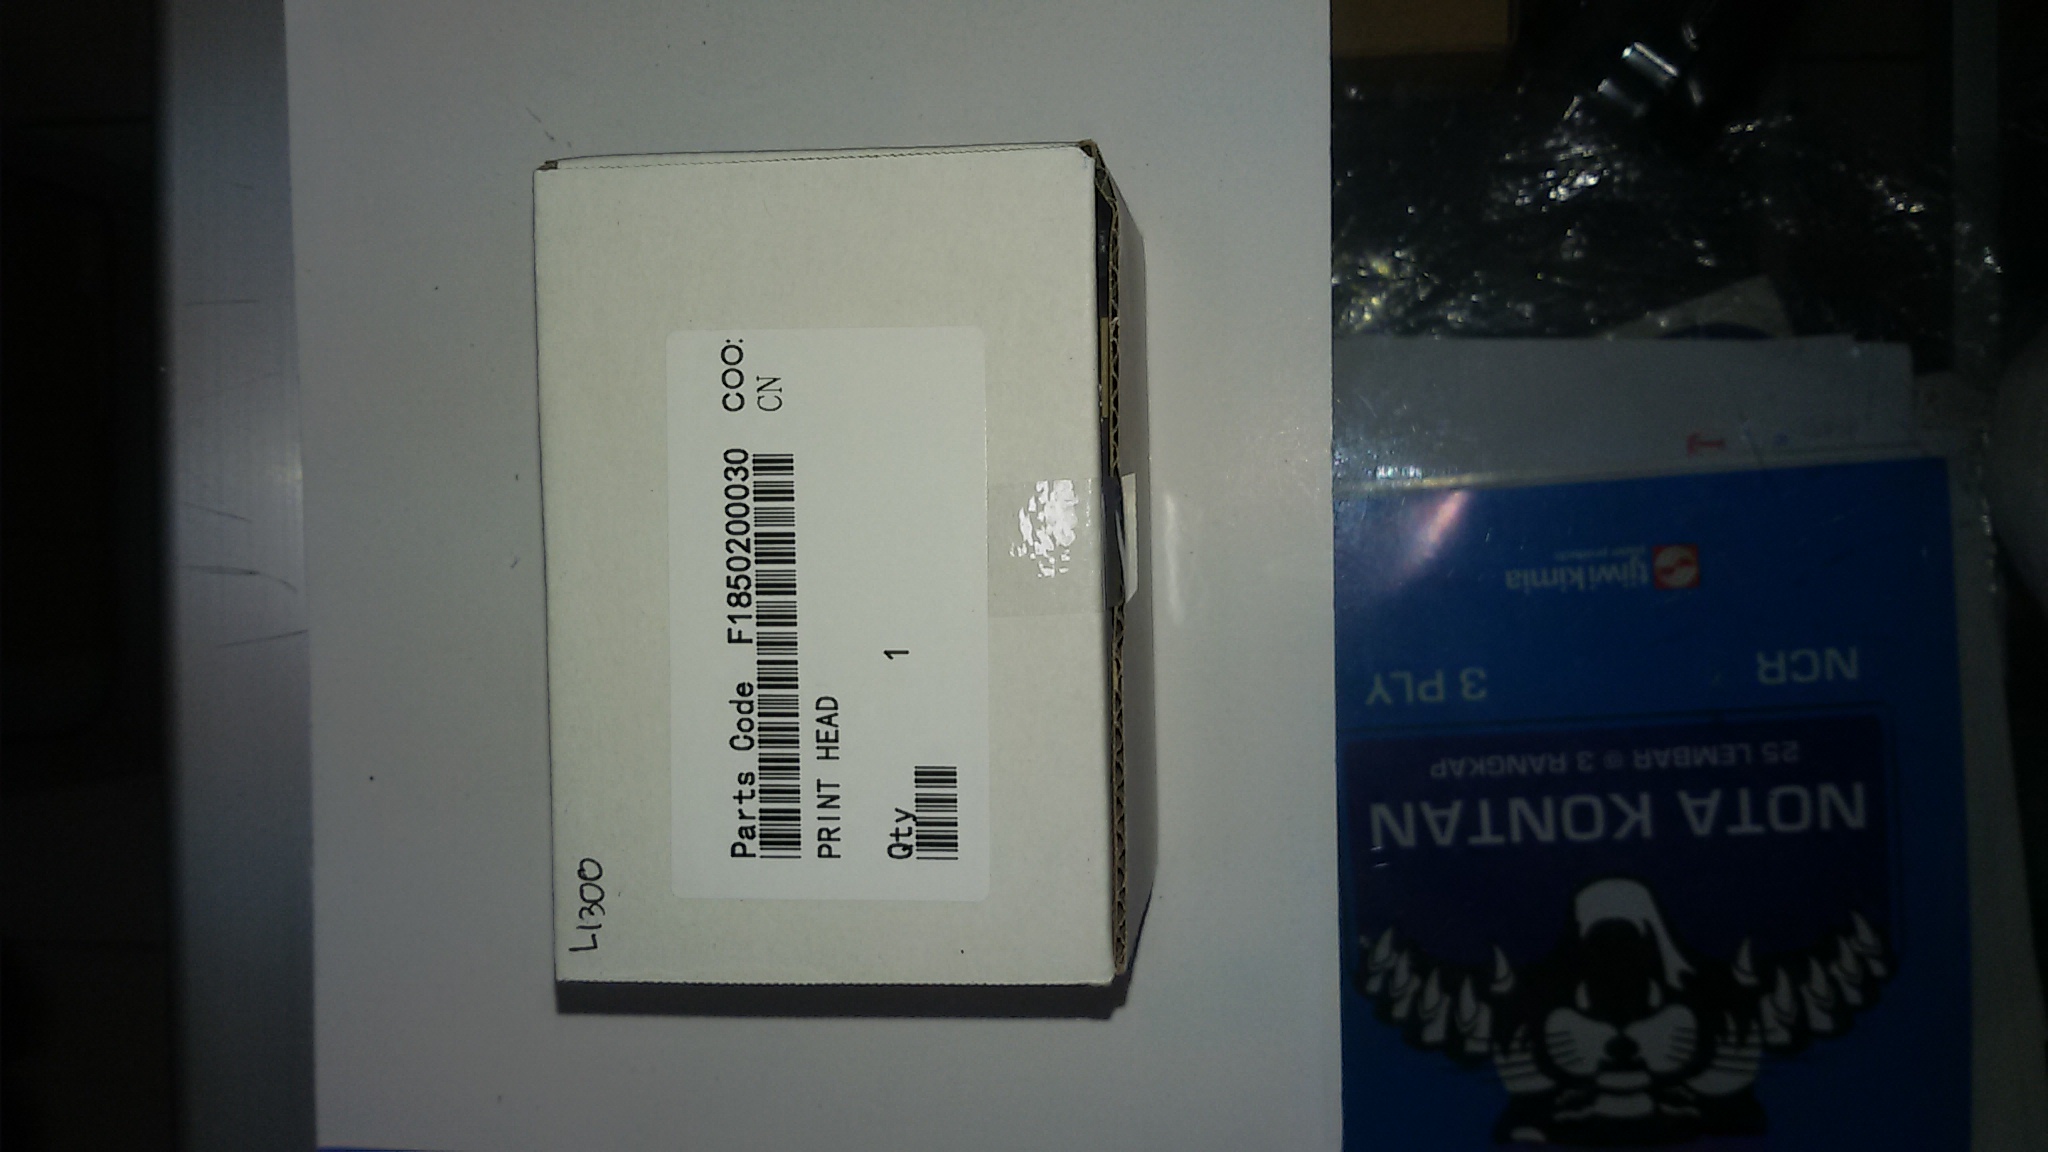 L1300
Parts Code F1850200030 COO:
CN
PRINT HEAD
Qty 1
tjiwi kimia
3 PLY
NCR
25 LEMBAR @ 3 RANGKAP
NOTA KONTAN